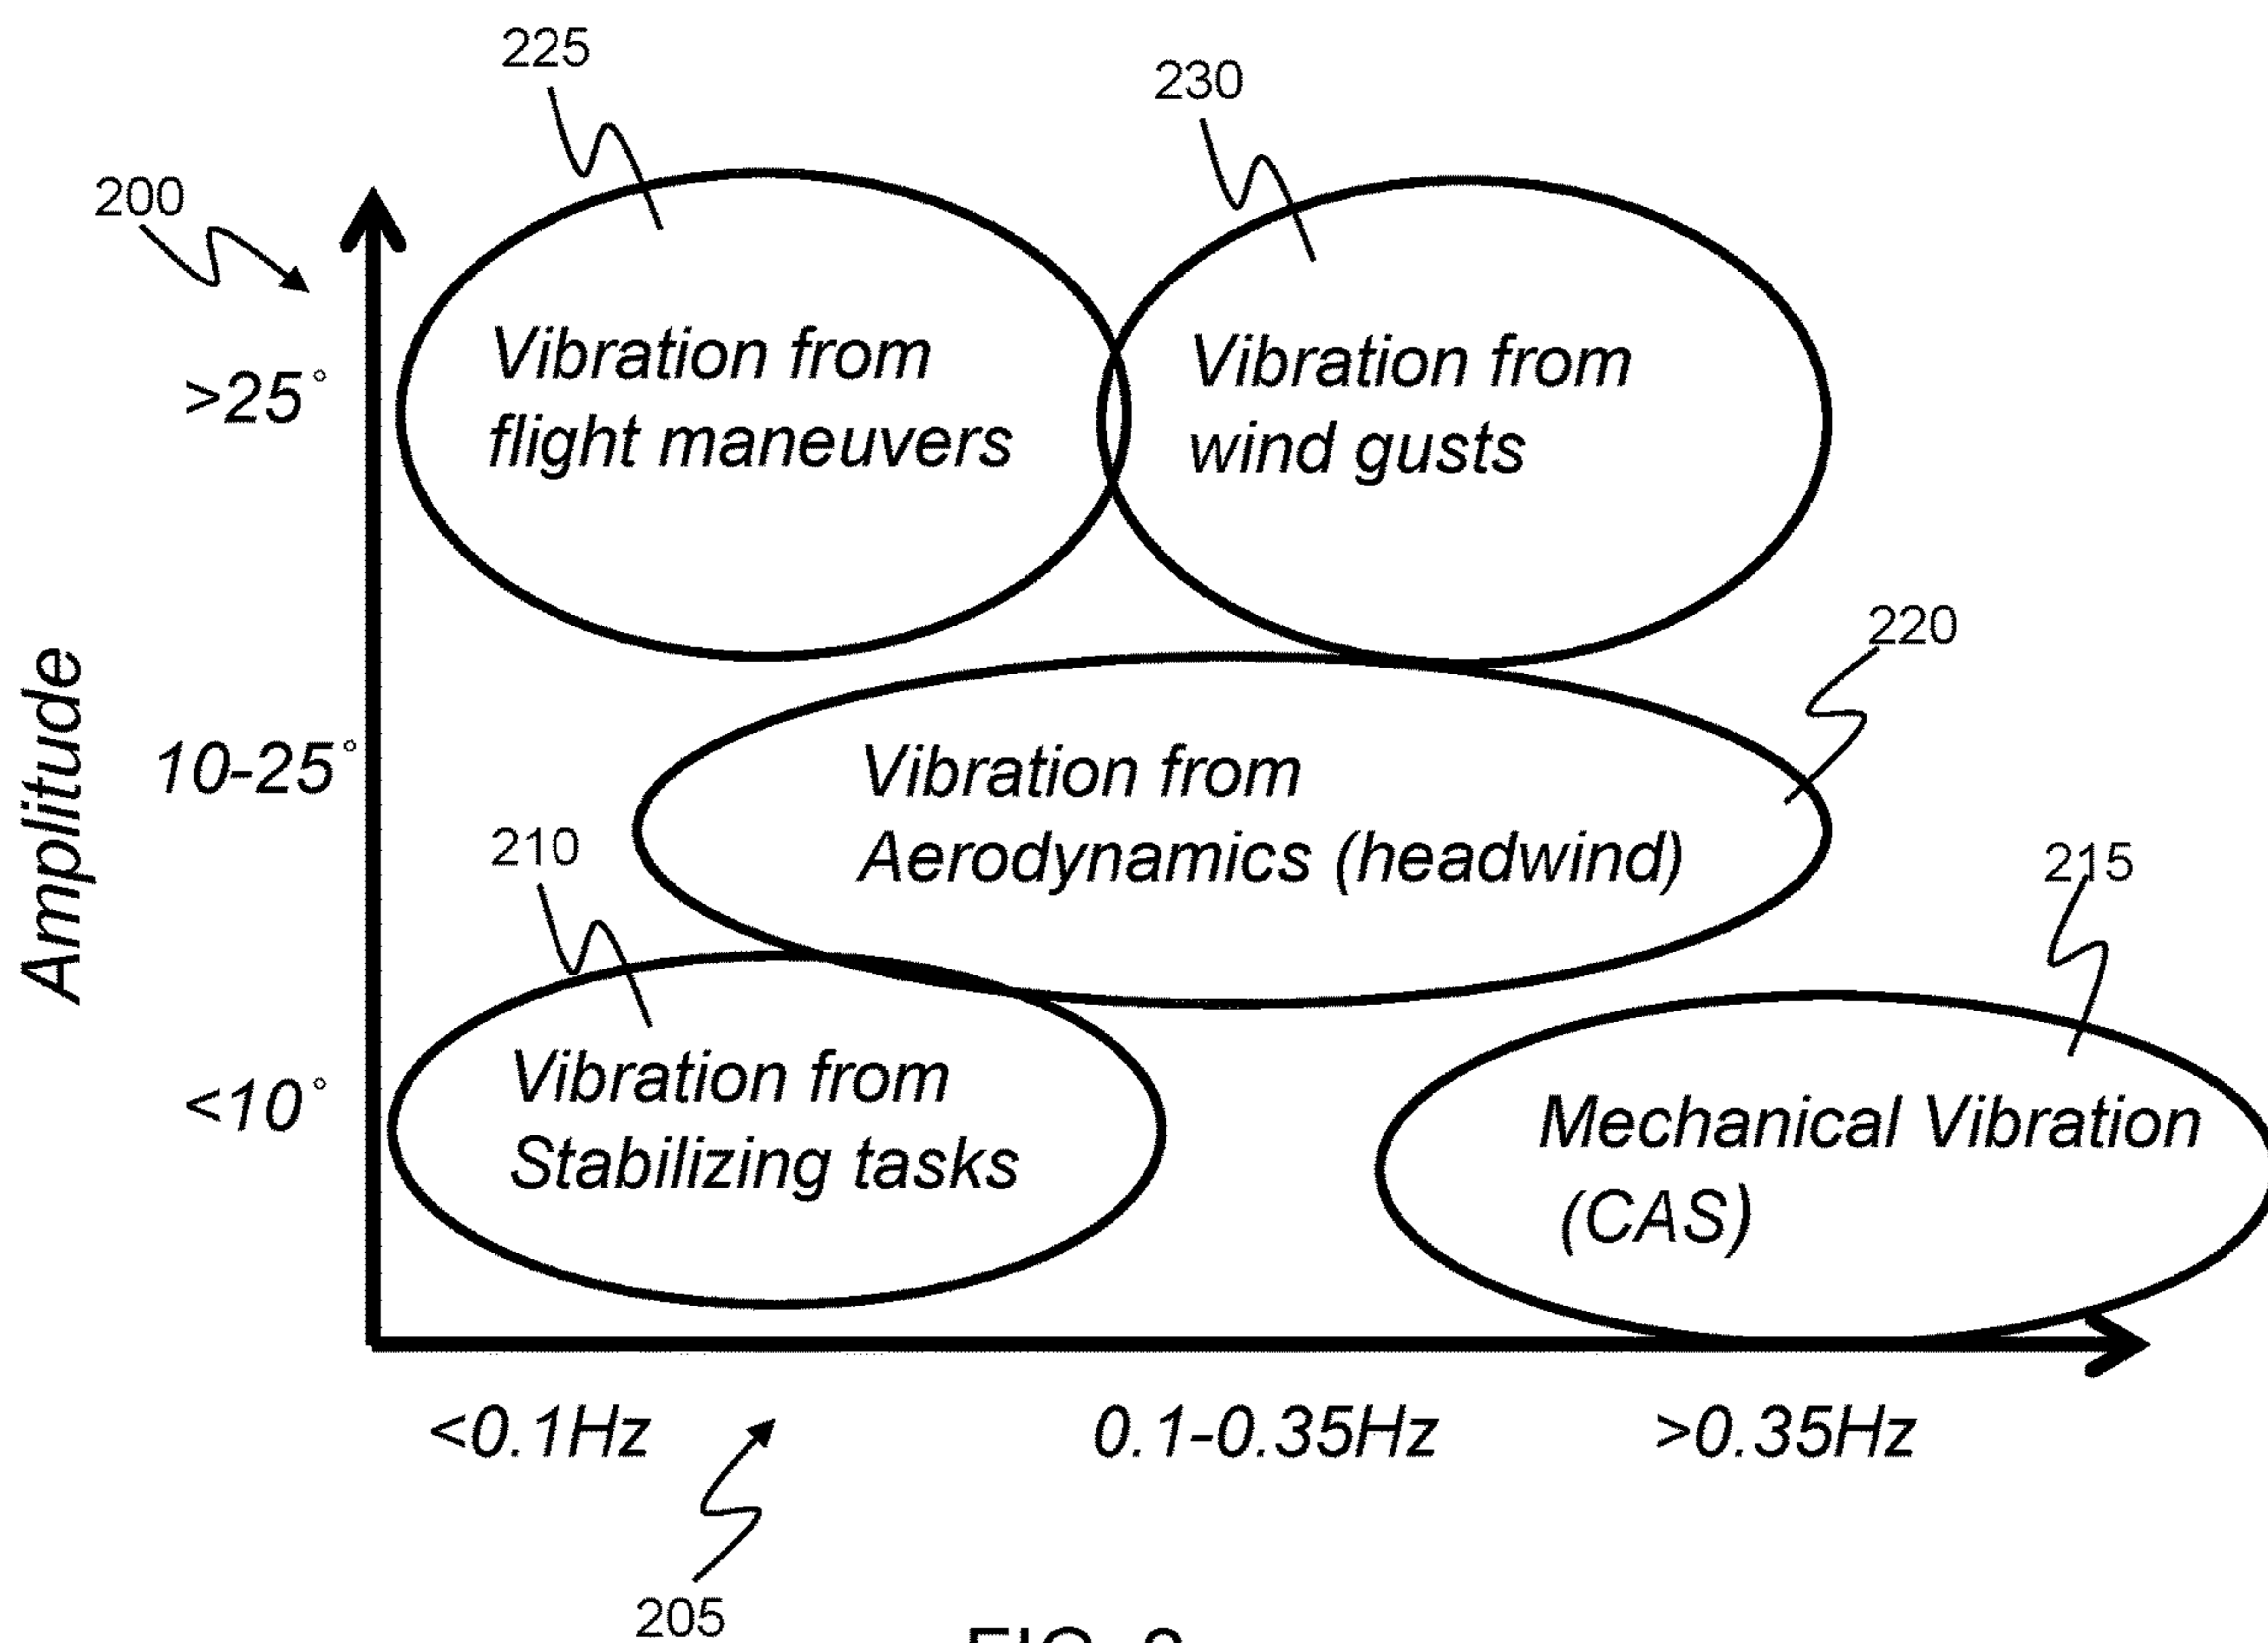 225
230
200
Vibration from
flight maneuvers
Vibration from
wind gusts
>25°
220
Amplitude
10-25°
Vibration from
Aerodynamics (headwind)
210
215
<10°
Vibration from
Stabilizing tasks
Mechanical Vibration
(CAS)
<0.1Hz
0.1-0.35Hz
>0.35Hz
205